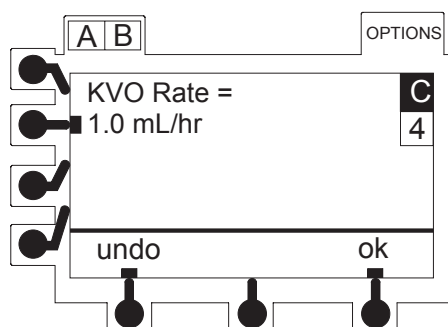 A B
OPTIONS
KVO Rate =
1.0 mL/hr
C
4
undo ok